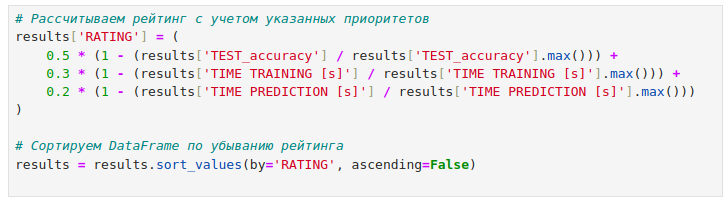 # Рассчитываем рейтинг с учетом указанных приоритетов
results['RATING'] = (
    0.5 * (1 - (results['TEST_accuracy'] / results['TEST_accuracy'].max())) +
    0.3 * (1 - (results['TIME TRAINING [s]'] / results['TIME TRAINING [s]'].max())) +
    0.2 * (1 - (results['TIME PREDICTION [s]'] / results['TIME PREDICTION [s]'].max()))
)
# Сортируем DataFrame по убыванию рейтинга
results = results.sort_values(by='RATING', ascending=False)